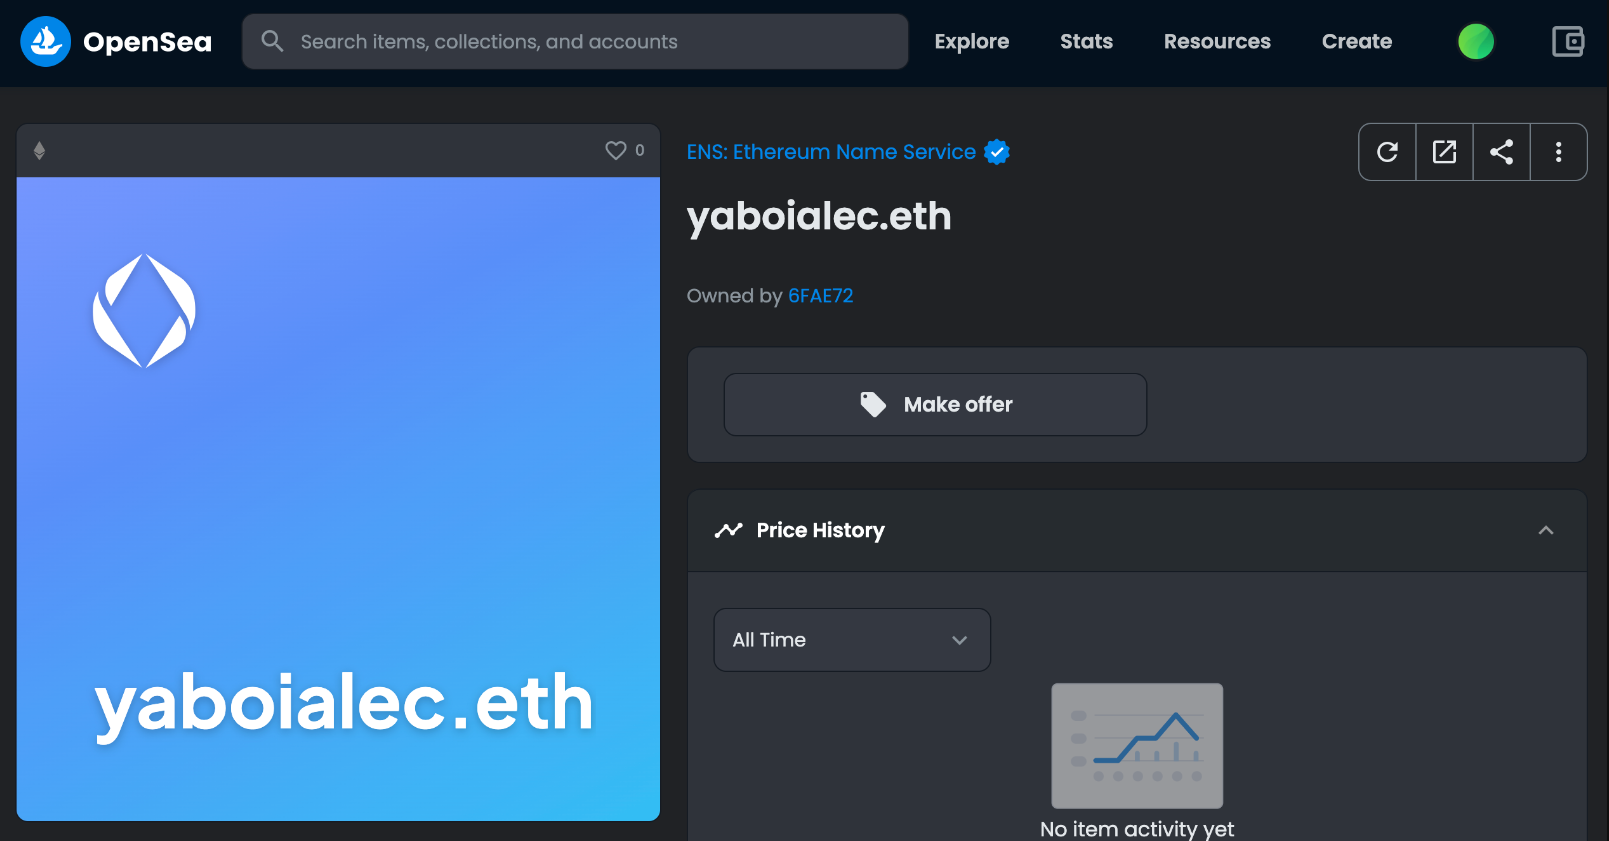 OpenSea
Search items, collections, and accounts
Explore
Stats
Resources
Create
0
yaboialec.eth
ENS: Ethereum Name Service
yaboialec.eth
Owned by 6FAE72
Make offer
Price History
All Time
No item activity yet